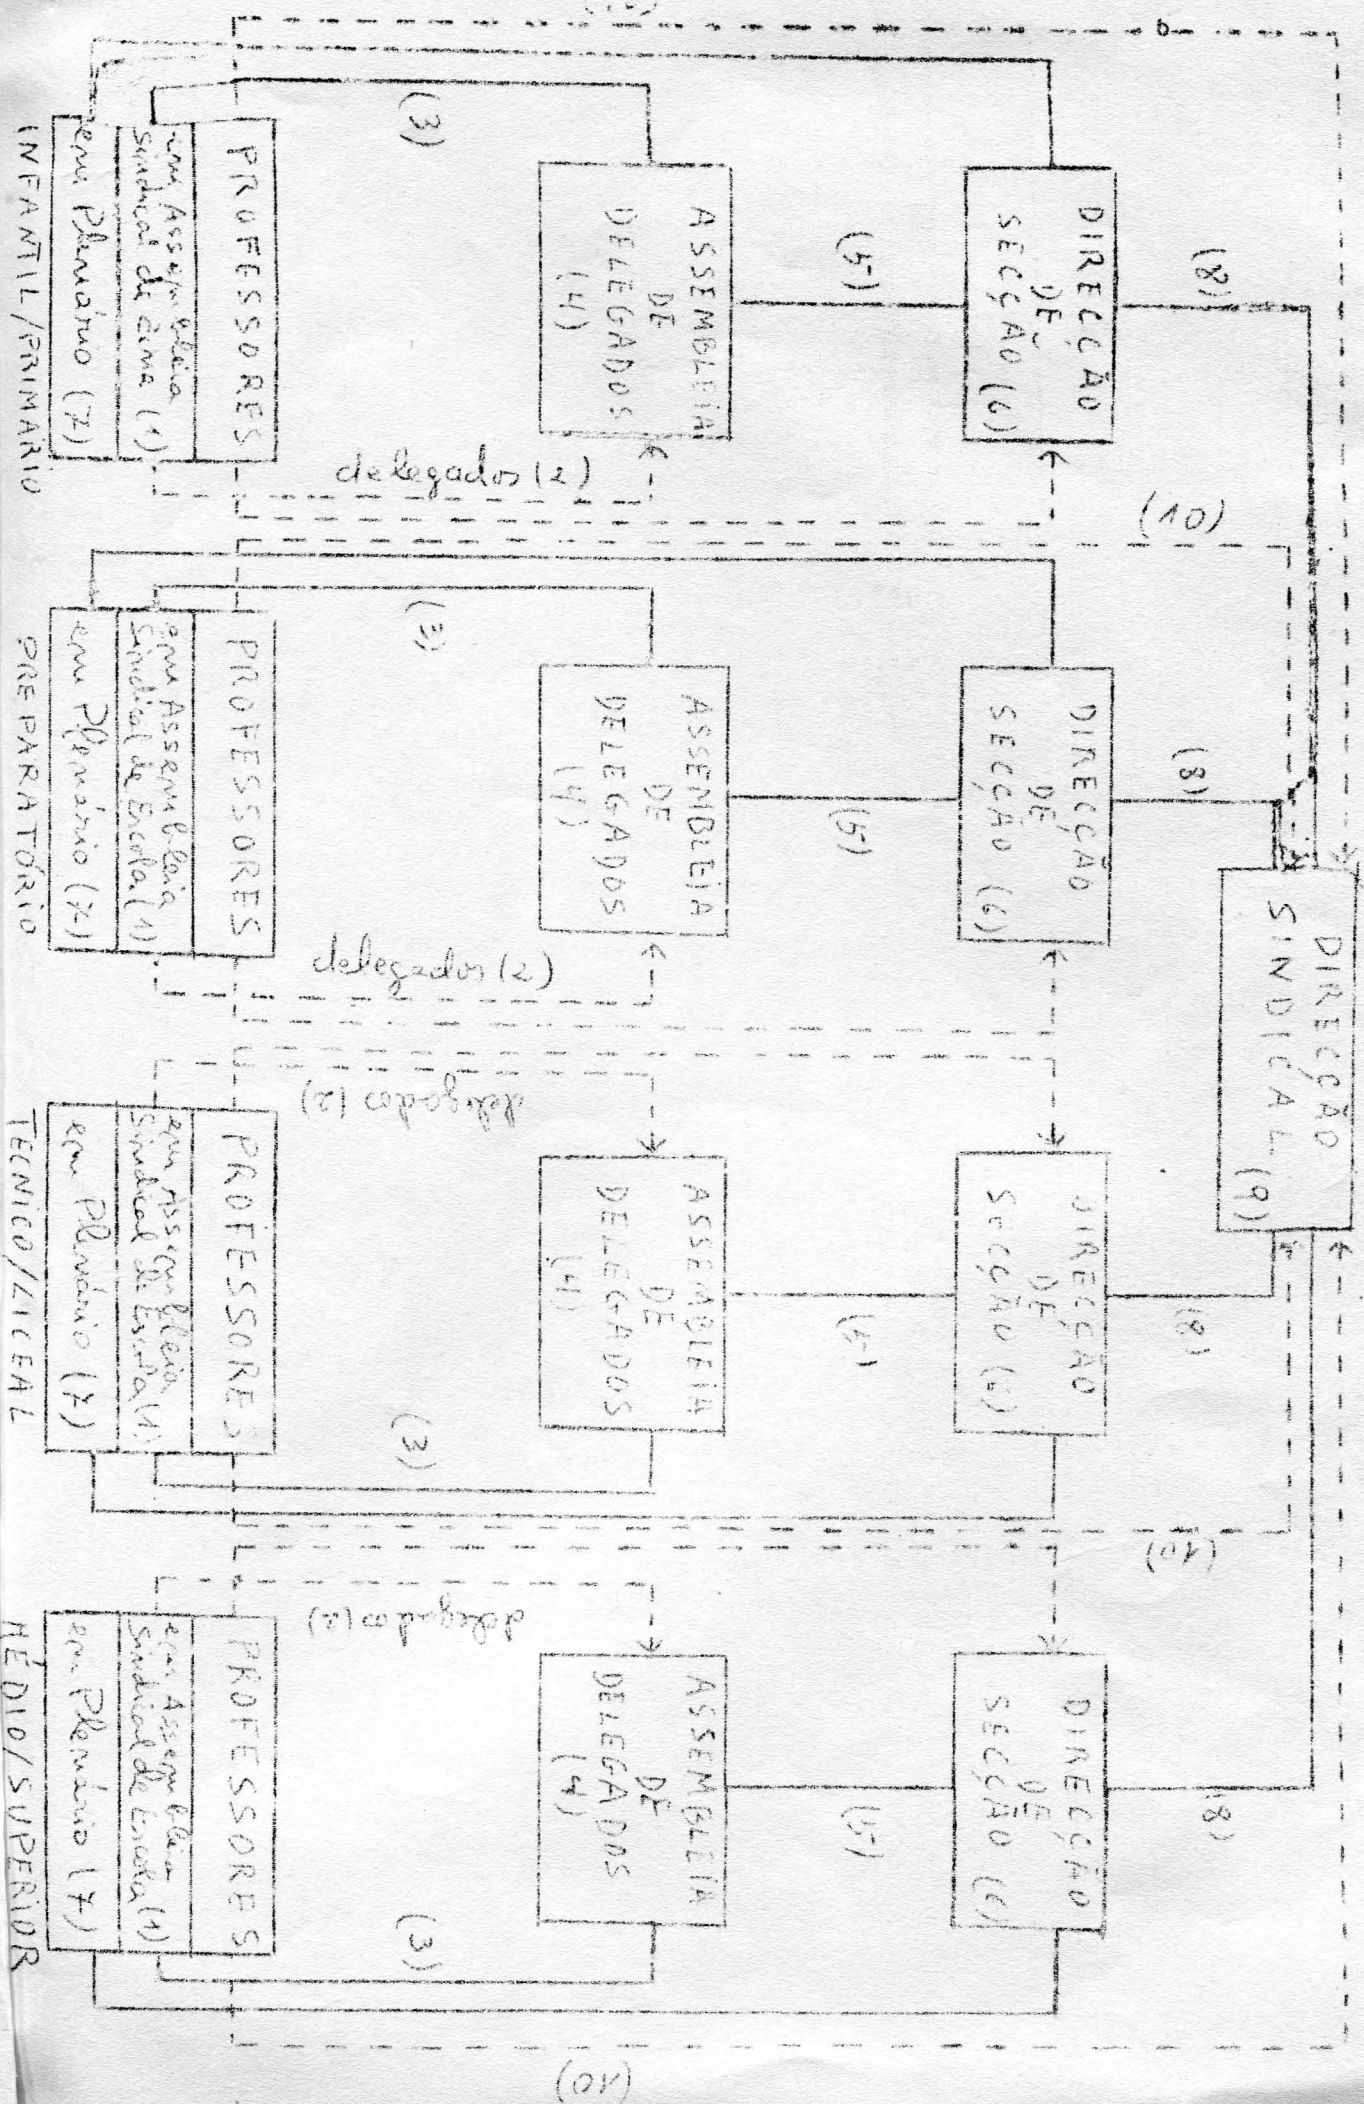 DIRECÇÃO
SINDICAL
(9)
(8)
(8)
(8)
(8)
(10)
(10)
DIRECÇÃO
DE
SECÇÃO (6)
DIRECÇÃO
DE
SECÇÃO (6)
DIRECÇÃO
DE
SECÇÃO (6)
DIRECÇÃO
DE
SECÇÃO (6)
(5)
(5)
(5)
(5)
ASSEMBLEIA
DE
DELEGADOS
(4)
ASSEMBLEIA
DE
DELEGADOS
(4)
ASSEMBLEIA
DE
DELEGADOS
(4)
ASSEMBLEIA
DE
DELEGADOS
(4)
(10)
(3)
delegados (2)
(3)
delegados (2)
delegados (2)
(3)
delegados (2)
(3)
PROFESSORES
em Assembleia
sindical de
(1)
em Plenário (7)
INFANTIL/PRIMARIO
PROFESSORES
em Assembleia
Sindical de Escola (1)
em Plenário (7)
PREPARATÓRIO
PROFESSORES
em Assembleia
Sindical de Escola (1)
em Plenário (7)
TECNICO/LICEAL
PROFESSORES
em Assembleia
Sindical de Escola (1)
em Plenário (7)
MÉDIO/SUPERIOR